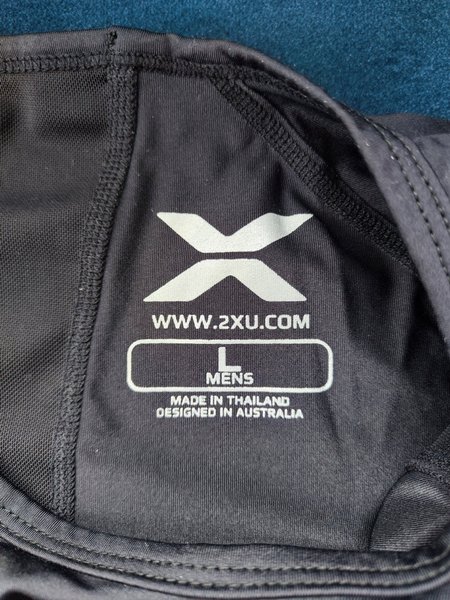 X
WWW.2XU.COM
L
MENS
MADE IN THAILAND
DESIGNED IN AUSTRALIA